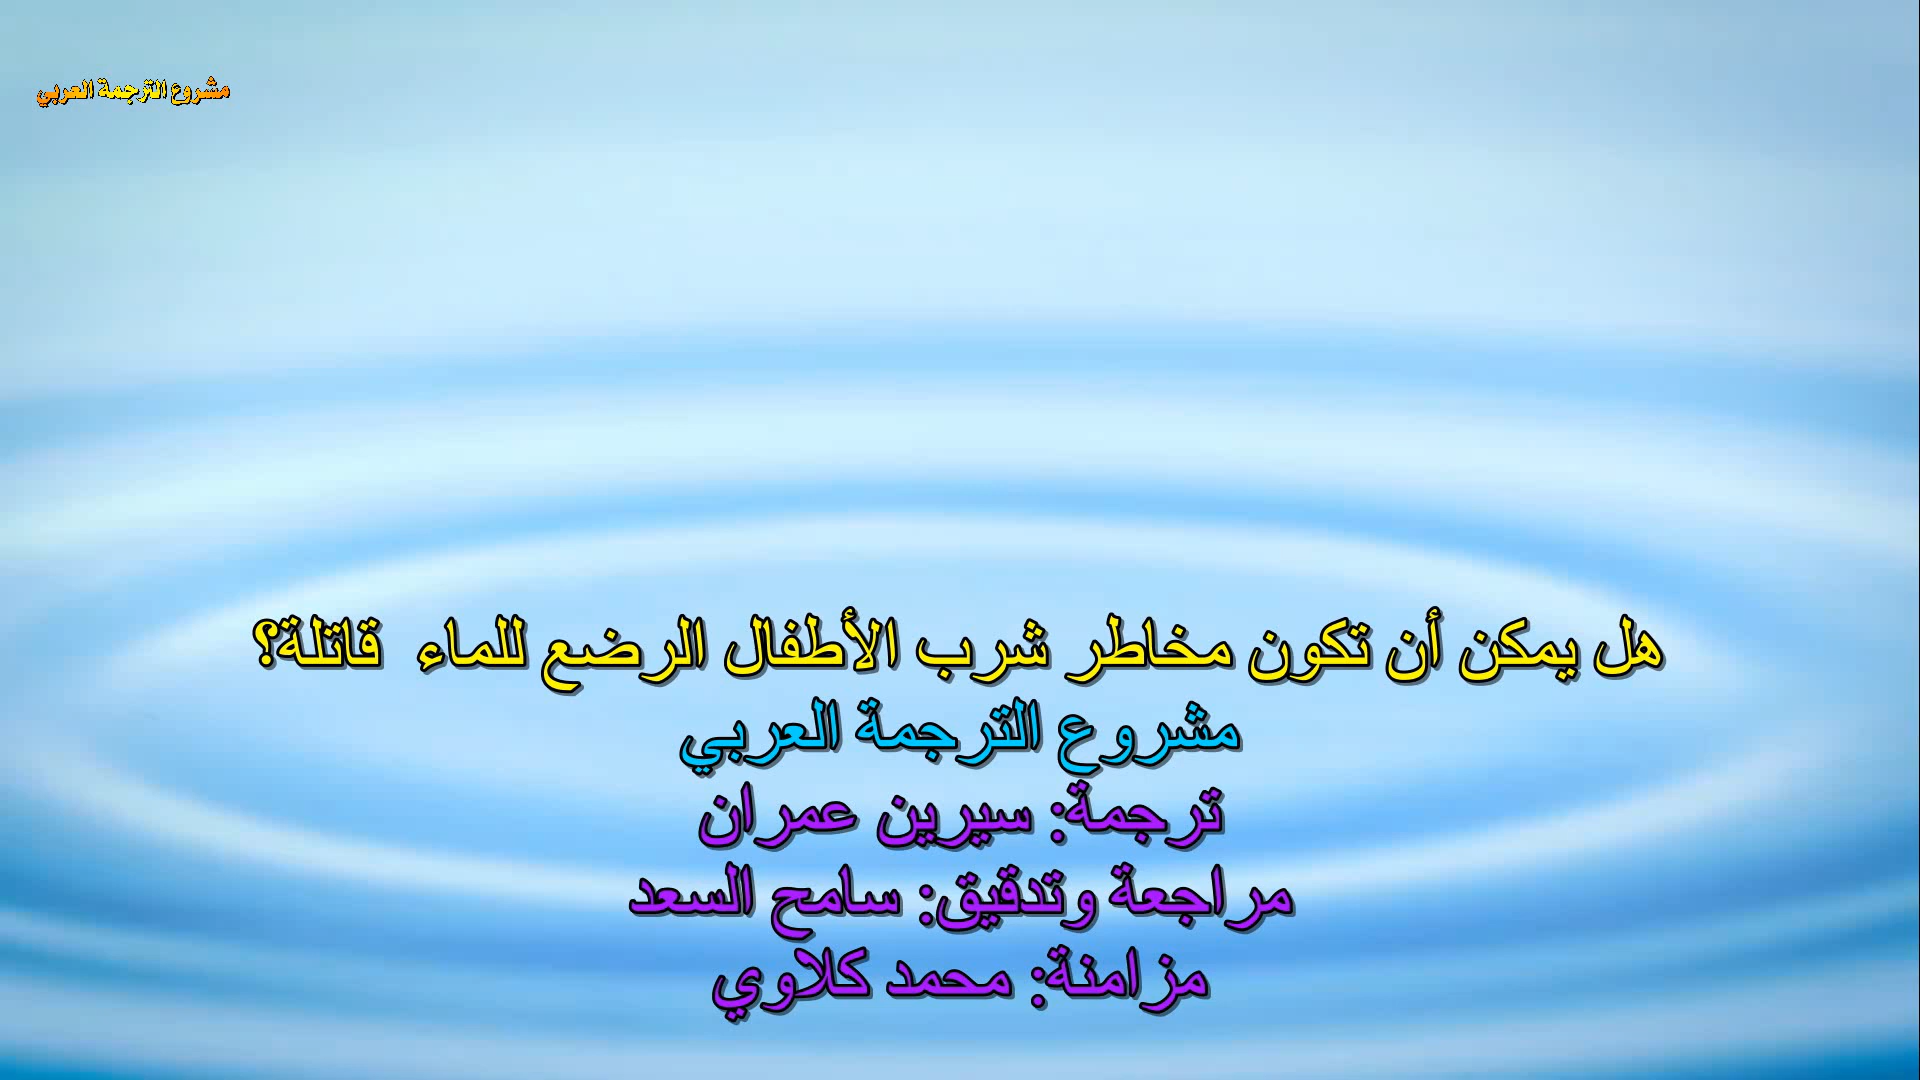 مشروع الترجمة العربي
هل يمكن أن تكون مخاطر شرب الأطفال الرضع للماء قاتلة؟
مشروع الترجمة العربي
ترجمة: سيرين عمران
مراجعة وتدقيق: سامح السعد
مزامنة: محمد كلاوي